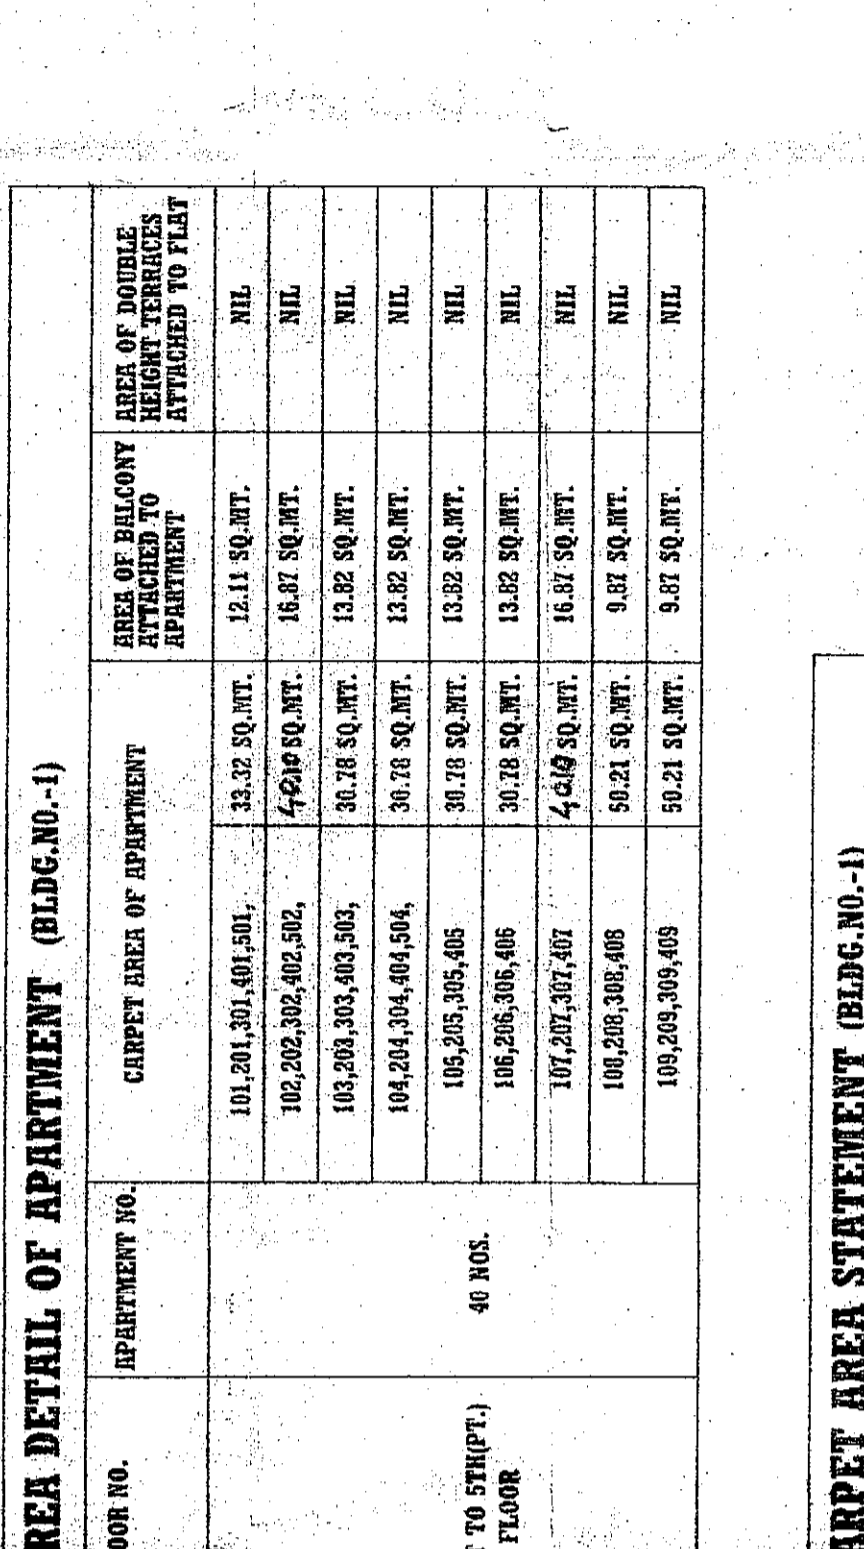 REA DETAIL OF APARTMENT (BLDG.NO.-1)
OOR NO.
APARTMENT NO.
CARPET AREA OF APARTMENT
AREA OF BALCONY
ATTACHED TO
APARTMENT
AREA OF DOUBLE
HEIGHT TERRACES
ATTACHED TO FLAT
T TO 5TH(PT.)
FLOOR
40 NOS.
101,201,301,401,501, 33.32 SQ.MT. 12.11 SQ.MT. NIL
102,202,302,402,502, 40.10 SQ.MT. 16.87 SQ.MT. NIL
103,203,303,403,503, 30.78 SQ.MT. 13.82 SQ.MT. NIL
104,204,304,404,504, 30.78 SQ.MT. 13.82 SQ.MT. NIL
105,205,305,405 30.78 SQ.MT. 13.82 SQ.MT. NIL
106,206,306,406 30.78 SQ.MT. 13.82 SQ.MT. NIL
107,207,307,407 40.10 SQ.MT. 16.87 SQ.MT. NIL
108,208,308,408 50.21 SQ.MT. 9.87 SQ.MT. NIL
109,209,309,409 50.21 SQ.MT. 9.87 SQ.MT. NIL
ARPET AREA STATEMENT (BLDG.NO.-1)